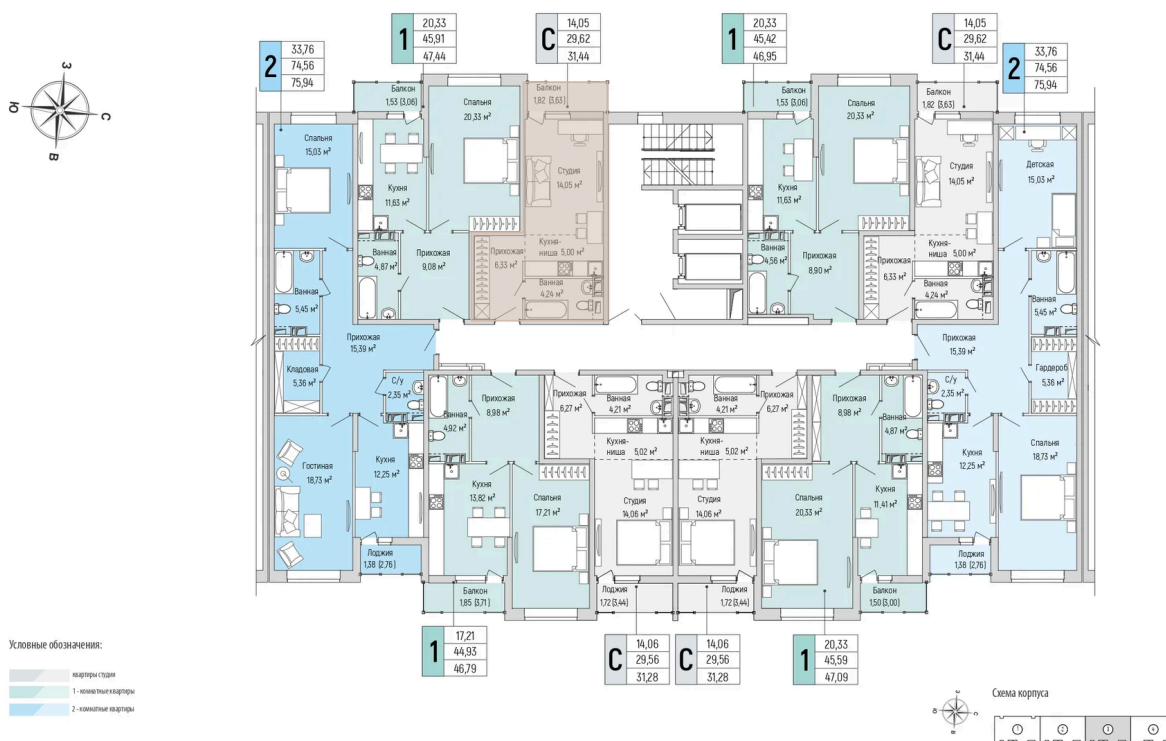 2
33,76
74,56
75,94
1
20,33
45,91
47,44
С
14,05
29,62
31,44
1
20,33
45,42
46,95
С
14,05
29,62
31,44
2
33,76
74,56
75,94
З
Ю
С
В
Балкон
1,53 (3,06)
Спальня
20,33 м²
Балкон
1,82 (3,63)
Балкон
1,53 (3,06)
Спальня
20,33 м²
Балкон
1,82 (3,63)
Спальня
15,03 м²
Кухня
11,63 м²
Студия
14,05 м²
Кухня
11,63 м²
Студия
14,05 м²
Детская
15,03 м²
Ванная
4,87 м²
Прихожая
9,08 м²
Прихожая
6,33 м²
Кухня-
ниша 5,00 м²
Ванная
4,24 м²
Ванная
4,56 м²
Прихожая
8,90 м²
Прихожая
6,33 м²
Кухня-
ниша 5,00 м²
Ванная
4,24 м²
Ванная
5,45 м²
Ванная
5,45 м²
Прихожая
15,39 м²
Прихожая
15,39 м²
Кладовая
5,36 м²
С/у
2,35 м²
Ванная
4,92 м²
Прихожая
8,98 м²
Прихожая
6,27 м²
Ванная
4,21 м²
Ванная
4,21 м²
Прихожая
6,27 м²
Прихожая
8,98 м²
Ванная
4,87 м²
С/у
2,35 м²
Гардероб
5,36 м²
Гостиная
18,73 м²
Кухня
12,25 м²
Кухня
13,82 м²
Спальня
17,21 м²
Кухня-
ниша 5,02 м²
Студия
14,06 м²
Кухня-
ниша 5,02 м²
Студия
14,06 м²
Спальня
20,33 м²
Кухня
11,41 м²
Кухня
12,25 м²
Спальня
18,73 м²
Лоджия
1,38 (2,76)
Балкон
1,85 (3,71)
Лоджия
1,72 (3,44)
Лоджия
1,72 (3,44)
Балкон
1,50 (3,00)
Лоджия
1,38 (2,76)
1
17,21
44,93
46,79
С
14,06
29,56
31,28
С
14,06
29,56
31,28
1
20,33
45,59
47,09
Условные обозначения:
квартиры студии
1 - комнатные квартиры
2 - комнатные квартиры
З
Ю
С
В
Схема корпуса
1
2
3
4